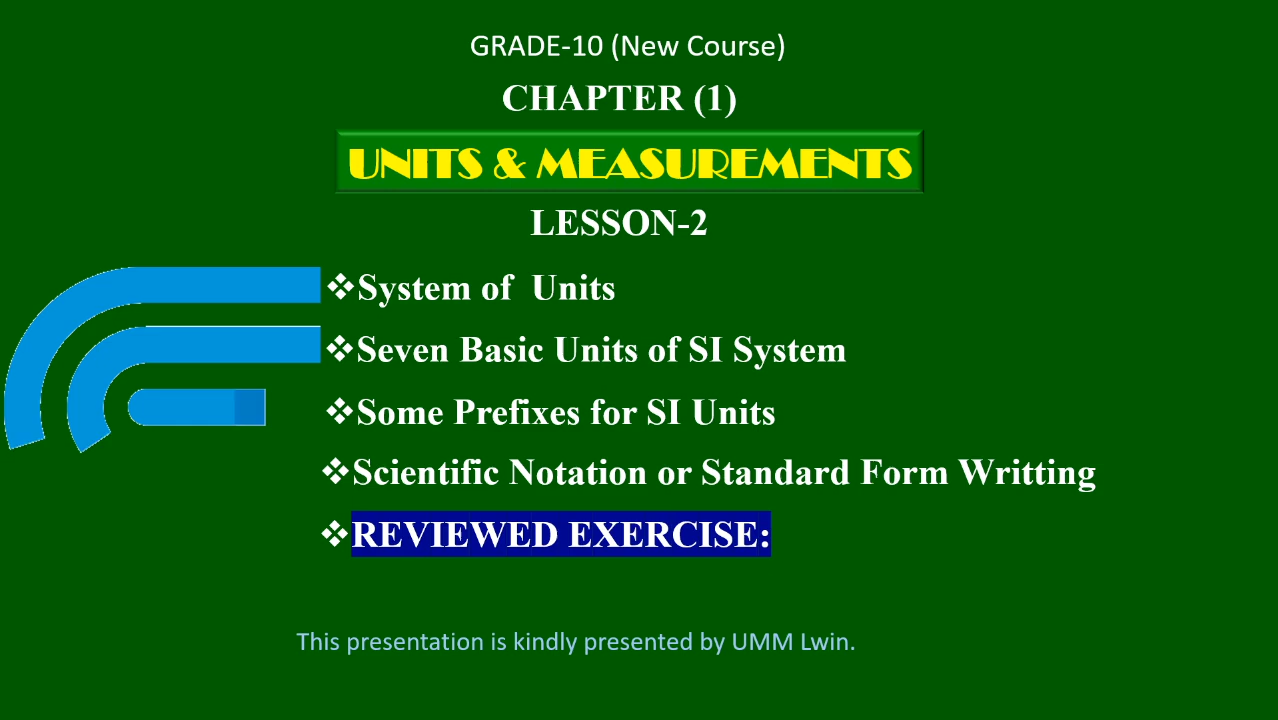 GRADE-10 (New Course)
CHAPTER (1)
UNITS & MEASUREMENTS
LESSON-2
❖System of  Units
❖Seven Basic Units of SI System
❖Some Prefixes for SI Units
❖Scientific Notation or Standard Form Writting
❖REVIEWED EXERCISE:
This presentation is kindly presented by UMM Lwin.